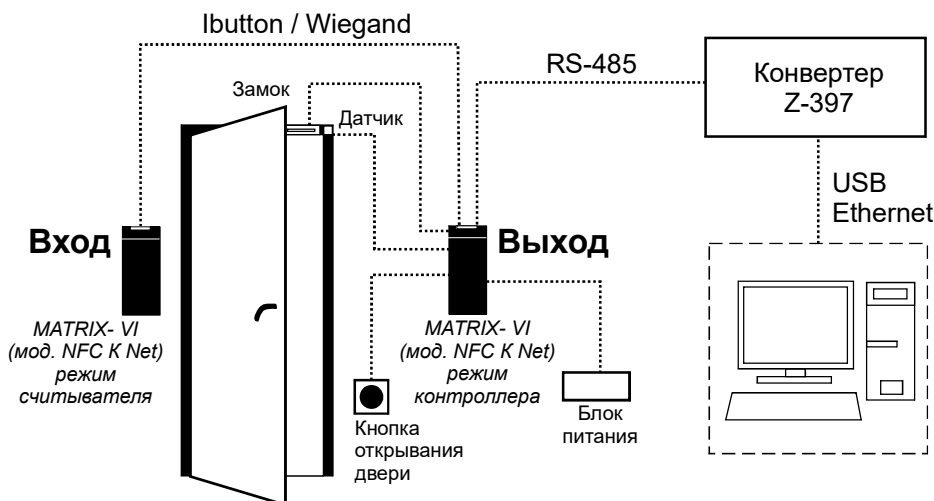 Ibutton / Wiegand
RS-485
Конвертер
Z-397
Замок
Датчик
USB
Ethernet
Вход
Выход
MATRIX- VI
(мод. NFC К Net)
режим
считывателя
MATRIX- VI
(мод. NFC К Net)
режим
контроллера
Кнопка
открывания
двери
Блок
питания